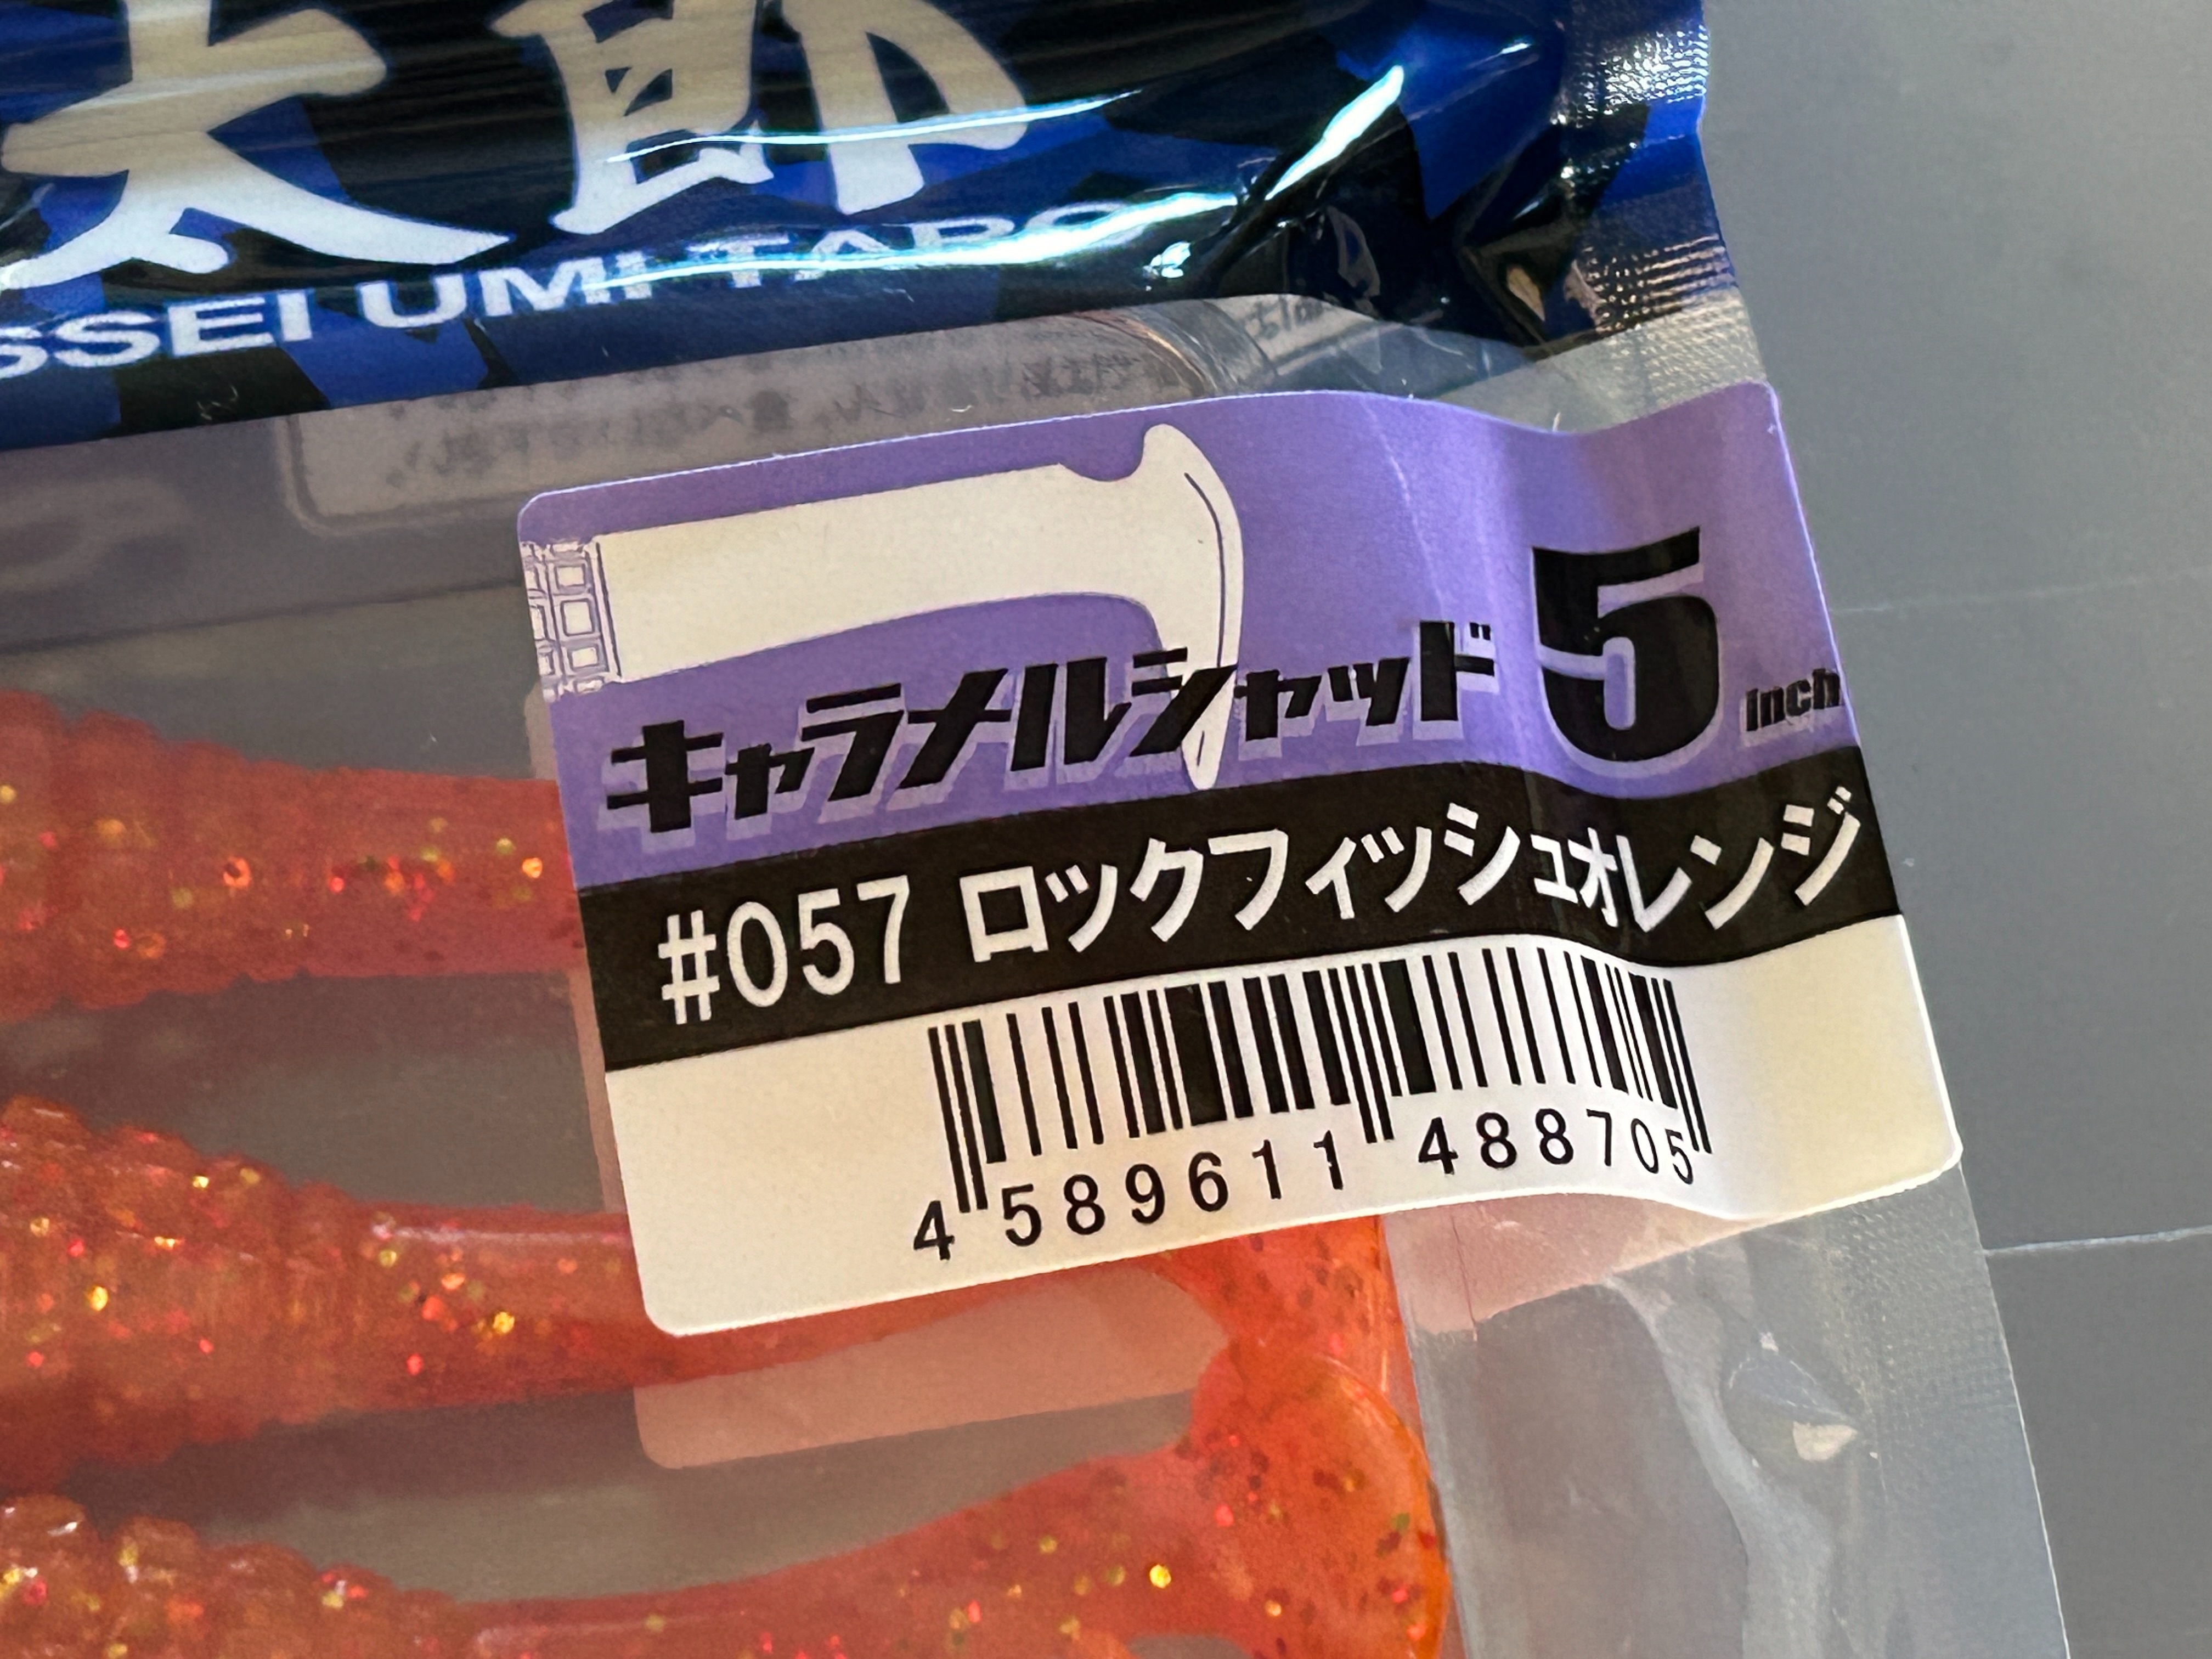 太郎
SSEI UMI TARO
キャラメルシャッド 5 inch
#057 ロックフィッシュオレンジ
4 589611 488705